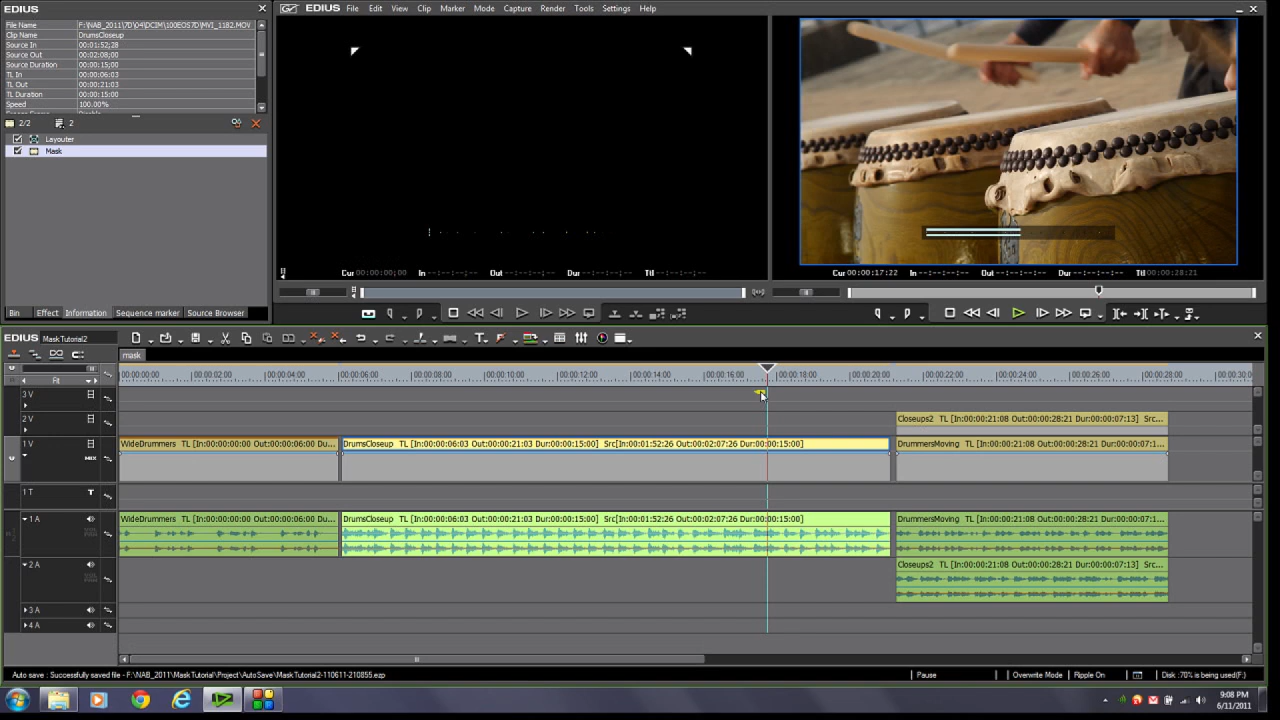 EDIUS
File Name F:\NAB_2011\7D\04\DCIM\100EOS7D\MVI_1182.MOV
Clip Name DrumsCloseup
Source In 00:01:52;28
Source Out 00:02:08;00
Source Duration 00:00:15;00
TL In 00:00:06:03
TL Out 00:00:21:03
TL Duration 00:00:15:00
Speed 100.00%
2/2 2
Layouter
Mask
Bin Effect Information Sequence marker Source Browser
EDIUS File Edit View Clip Marker Mode Capture Render Tools Settings Help
Cur 00:00:00;00 In --:--:--;-- Out --:--:--;-- Dur --:--:--;-- Ttl --:--:--;--
Cur 00:00:17:22 In --:--:--:-- Out --:--:--:-- Dur --:--:--:-- Ttl 00:00:28:21
EDIUS MaskTutorial2
mask
Fit
00:00:00:00 00:00:02:00 00:00:04:00 00:00:06:00 00:00:08:00 00:00:10:00 00:00:12:00 00:00:14:00 00:00:16:00 00:00:18:00 00:00:20:00 00:00:22:00 00:00:24:00 00:00:26:00 00:00:28:00 00:00:30:00
3 V
2 V
Closeups2 TL [In:00:00:21:08 Out:00:00:28:21 Dur:00:00:07:13] Src...
1 V
WideDrummers TL [In:00:00:00:00 Out:00:00:06:00 Du...
DrumsCloseup TL [In:00:00:06:03 Out:00:00:21:03 Dur:00:00:15:00] Src[In:00:01:52:26 Out:00:02:07:26 Dur:00:00:15:00]
DrummersMoving TL [In:00:00:21:08 Out:00:00:28:21 Dur:00:00:07:1...
MIX
1 T T
1 A
WideDrummers TL [In:00:00:00:00 Out:00:00:06:00 Du...
DrumsCloseup TL [In:00:00:06:03 Out:00:00:21:03 Dur:00:00:15:00] Src[In:00:01:52:26 Out:00:02:07:26 Dur:00:00:15:00]
DrummersMoving TL [In:00:00:21:08 Out:00:00:28:21 Dur:00:00:07:1...
2 A
Closeups2 TL [In:00:00:21:08 Out:00:00:28:21 Dur:00:00:07:13] Src...
3 A
4 A
Auto save : Successfully saved file - F:\NAB_2011\MaskTutorial\Project\AutoSave\MaskTutorial2-110611-210855.ezp
Pause Overwrite Mode Ripple On Disk :70% is being used(F:)
9:08 PM
6/11/2011